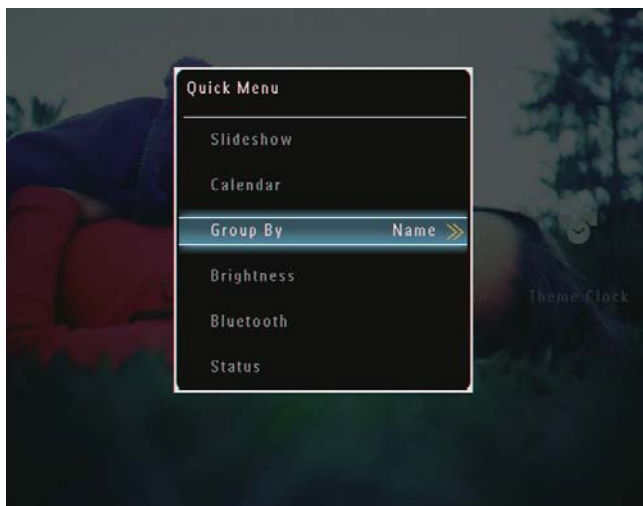 Quick Menu
Slideshow
Calendar
Group By Name
Brightness
Bluetooth
Theme Clock
Status